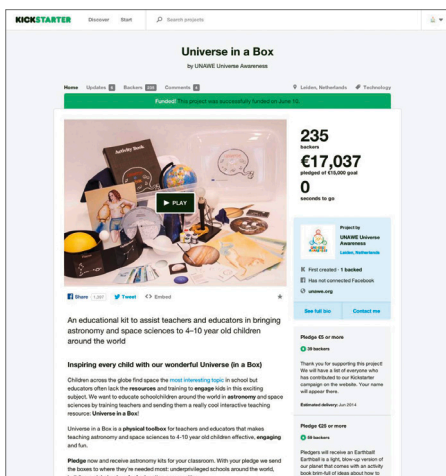 KICKSTARTER Discover Start Search projects
Universe in a Box
by UNAWE Universe Awareness
Home Updates Backers 235 Comments Leiden, Netherlands Technology
Funded! This project was successfully funded on June 10.
Activity Book
PLAY
235
backers
€17,037
pledged of €15,000 goal
0
seconds to go
Project by
UNAWE Universe
Awareness
Leiden, Netherlands
First created · 1 backed
Has not connected Facebook
unawe.org
See full bio Contact me
Share Tweet <> Embed
An educational kit to assist teachers and educators in bringing
astronomy and space sciences to 4–10 year old children
around the world
Inspiring every child with our wonderful Universe (in a Box)
Children across the globe find space the most interesting topic in school but
educators often lack the resources and training to engage kids in this exciting
subject. We want to educate schoolchildren around the world in astronomy and space
sciences by training teachers and sending them a really cool interactive teaching
resource: Universe in a Box!
Universe in a Box is a physical toolbox for teachers and educators that makes
teaching astronomy and space sciences to 4-10 year old children effective, engaging
and fun.
Pledge now and receive astronomy kits for your classroom. With your pledge we send
the boxes to where they're needed most: underprivileged schools around the world,
Pledge €5 or more
39 backers
Thank you for supporting this project!
We will have a list of everyone who
has contributed to our Kickstarter
campaign on the website. Your name
will appear there.
Estimated delivery: Jun 2014
Pledge €25 or more
backers
Pledgers will receive an Earthball!
Earthball is a light, blow-up version of
our planet that comes with an activity
book brim-full of ideas about how to